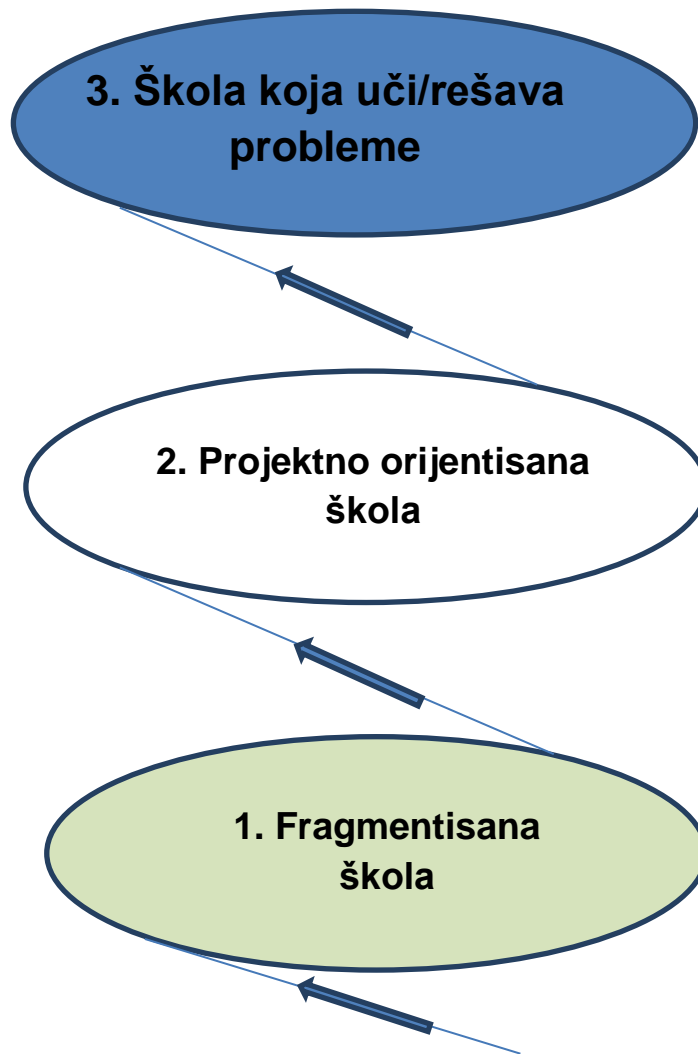 3. Škola koja uči/rešava
probleme
2. Projektno orijentisana
škola
1. Fragmentisana
škola